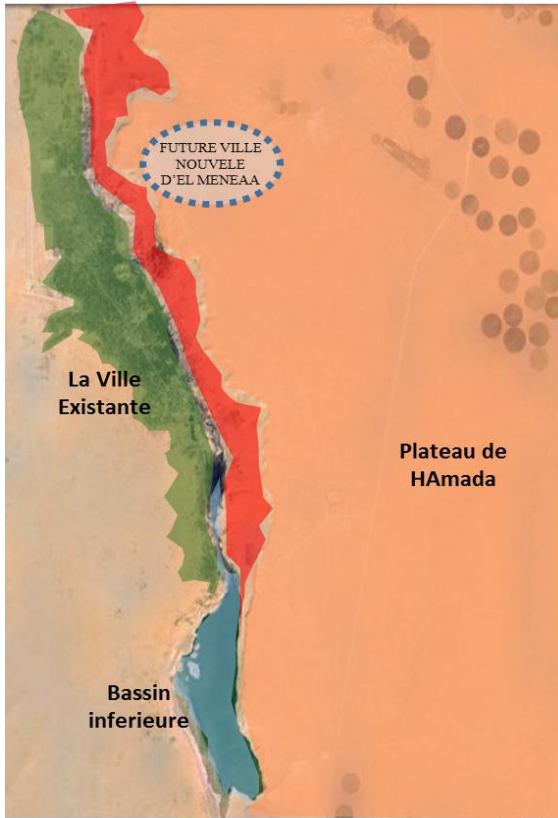 FUTURE VILLE
NOUVELE
D'EL MENEAA
La Ville
Existante
Plateau de
HAmada
Bassin
inferieure